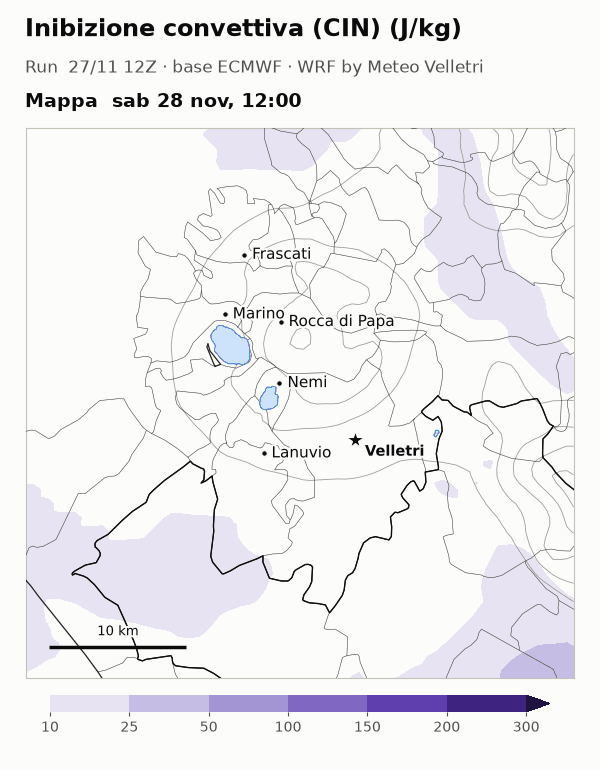 Inibizione convettiva (CIN) (J/kg)
Run  27/11 12Z · base ECMWF · WRF by Meteo Velletri
Mappa  sab 28 nov, 12:00
Frascati
Marino
Rocca di Papa
Nemi
Velletri
Lanuvio
10 km
10 25 50 100 150 200 300